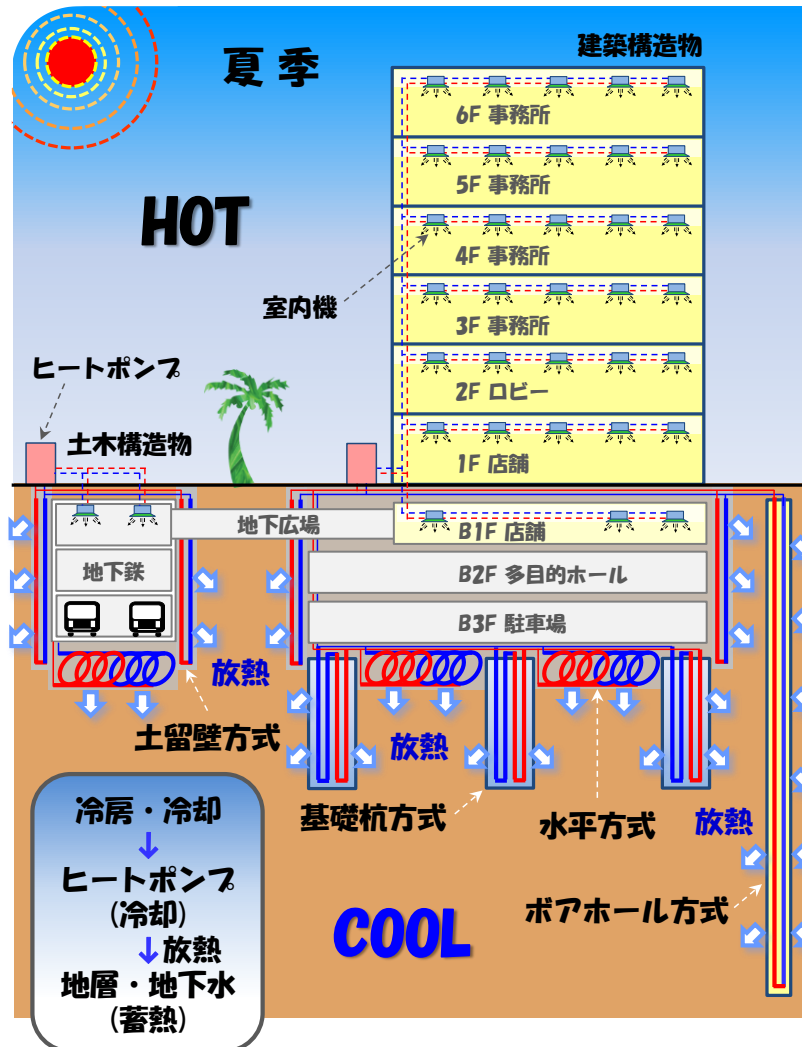 夏季
建築構造物
6F 事務所
5F 事務所
HOT
4F 事務所
室内機
3F 事務所
ヒートポンプ
2F ロビー
土木構造物
1F 店舗
地下広場
B1F 店舗
地下鉄
B2F 多目的ホール
B3F 駐車場
放熱
土留壁方式
放熱
基礎杭方式
水平方式
放熱
ボアホール方式
COOL
冷房・冷却
↓
ヒートポンプ
(冷却)
↓放熱
地層・地下水
(蓄熱)